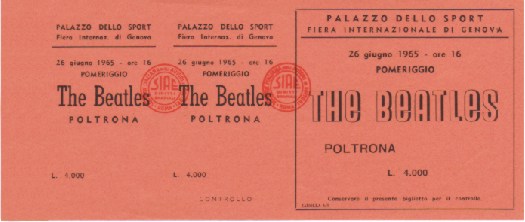 PALAZZO DELLO SPORT
Fiera Internaz. di Genova
26 giugno 1965 - ore 16
POMERIGGIO
The Beatles
POLTRONA
L. 4.000
PALAZZO DELLO SPORT
Fiera Internaz. di Genova
26 giugno 1965 - ore 16
POMERIGGIO
The Beatles
POLTRONA
L. 4.000
CONTROLLO
SIAE
SIAE
PALAZZO DELLO SPORT
FIERA INTERNAZIONALE DI GENOVA
26 giugno 1965 - ore 16
POMERIGGIO
THE BEATLES
POLTRONA
L. 4.000
Conservare il presente biglietto per il controllo